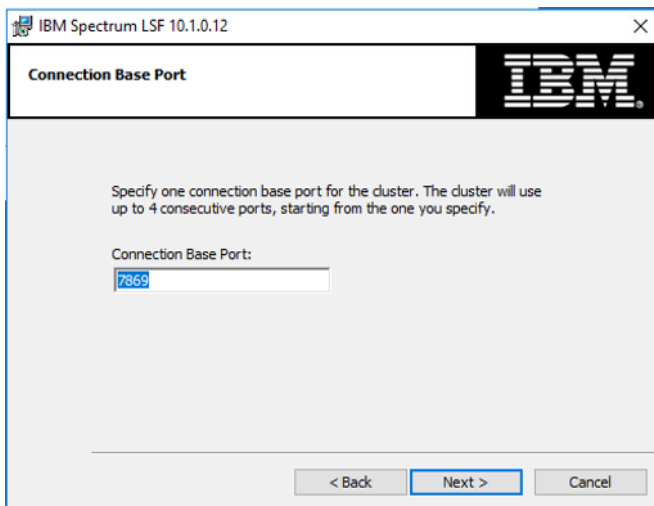 IBM Spectrum LSF 10.1.0.12
Connection Base Port
IBM®
Specify one connection base port for the cluster. The cluster will use
up to 4 consecutive ports, starting from the one you specify.
Connection Base Port:
7869
< Back
Next >
Cancel